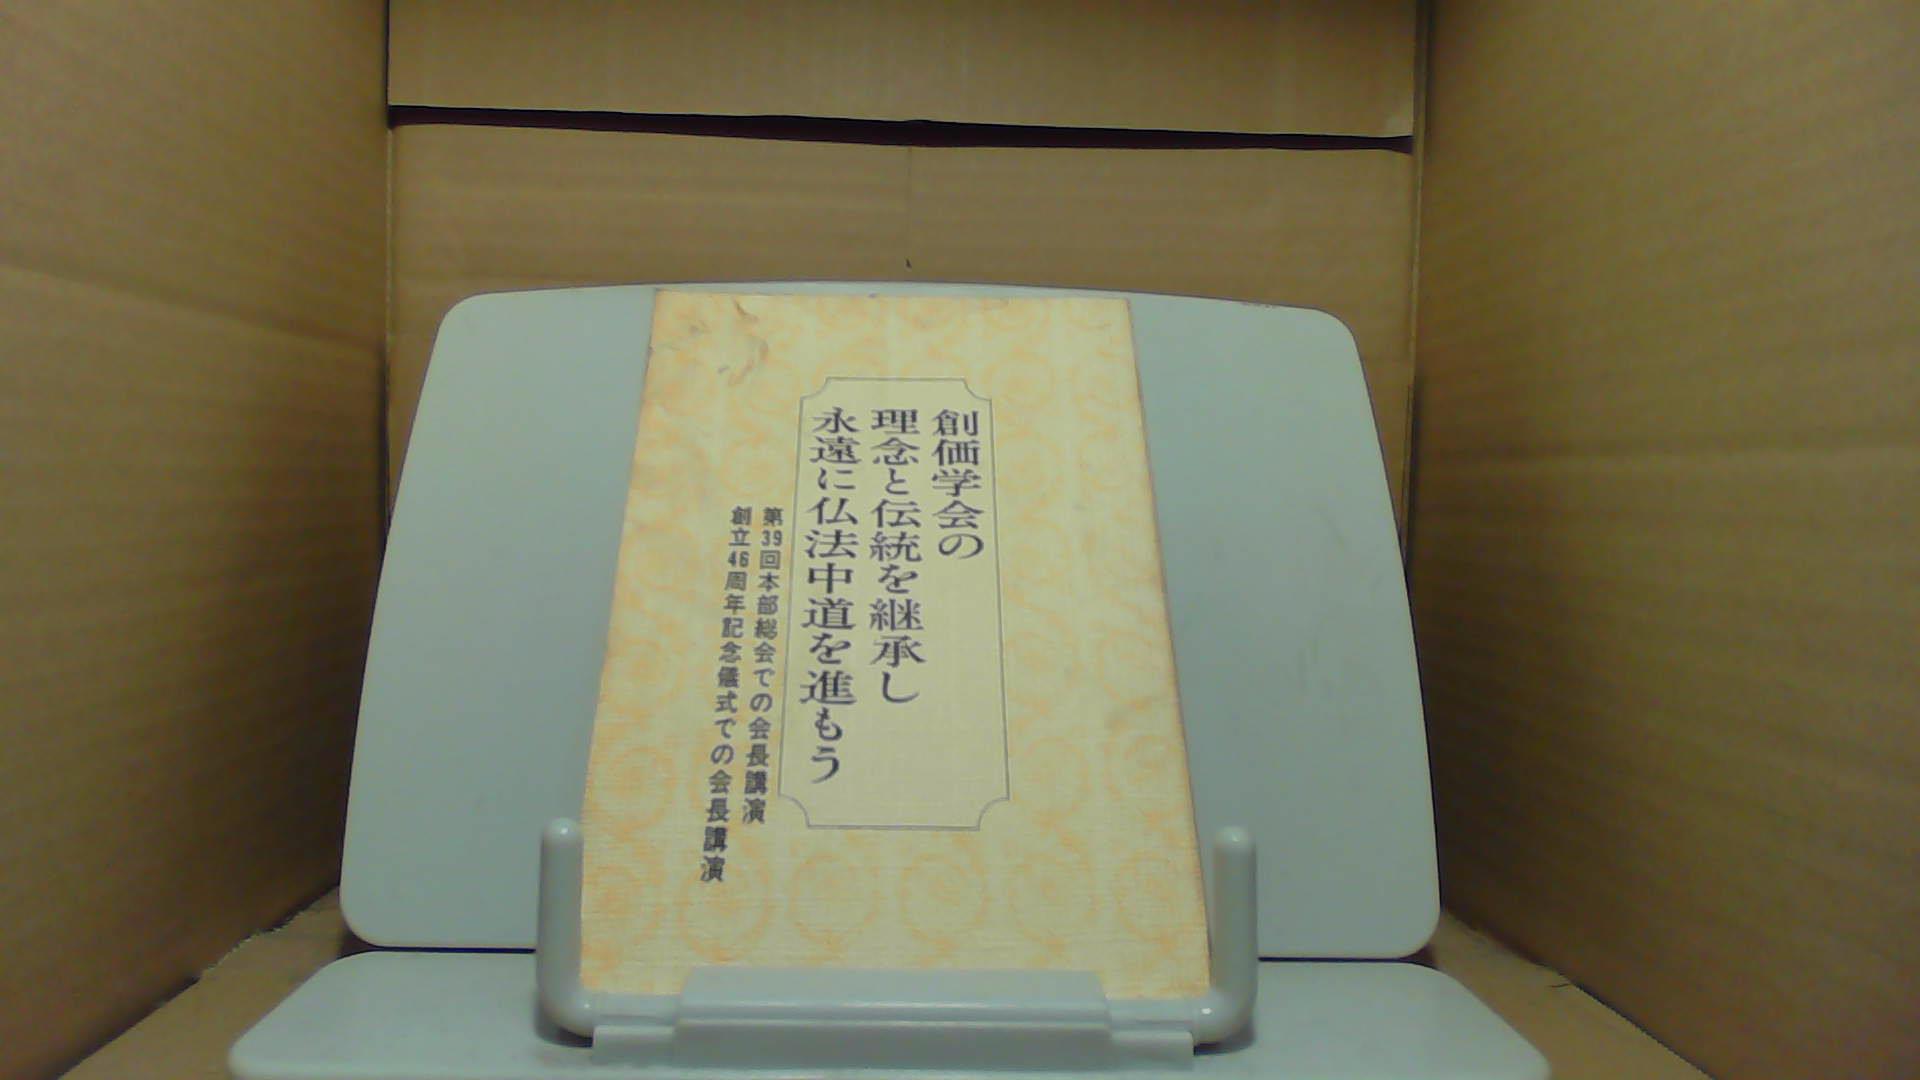 創価学会の
理念と伝統を継承し
永遠に仏法中道を進もう
第39回本部総会での会長講演
創立46周年記念儀式での会長講演